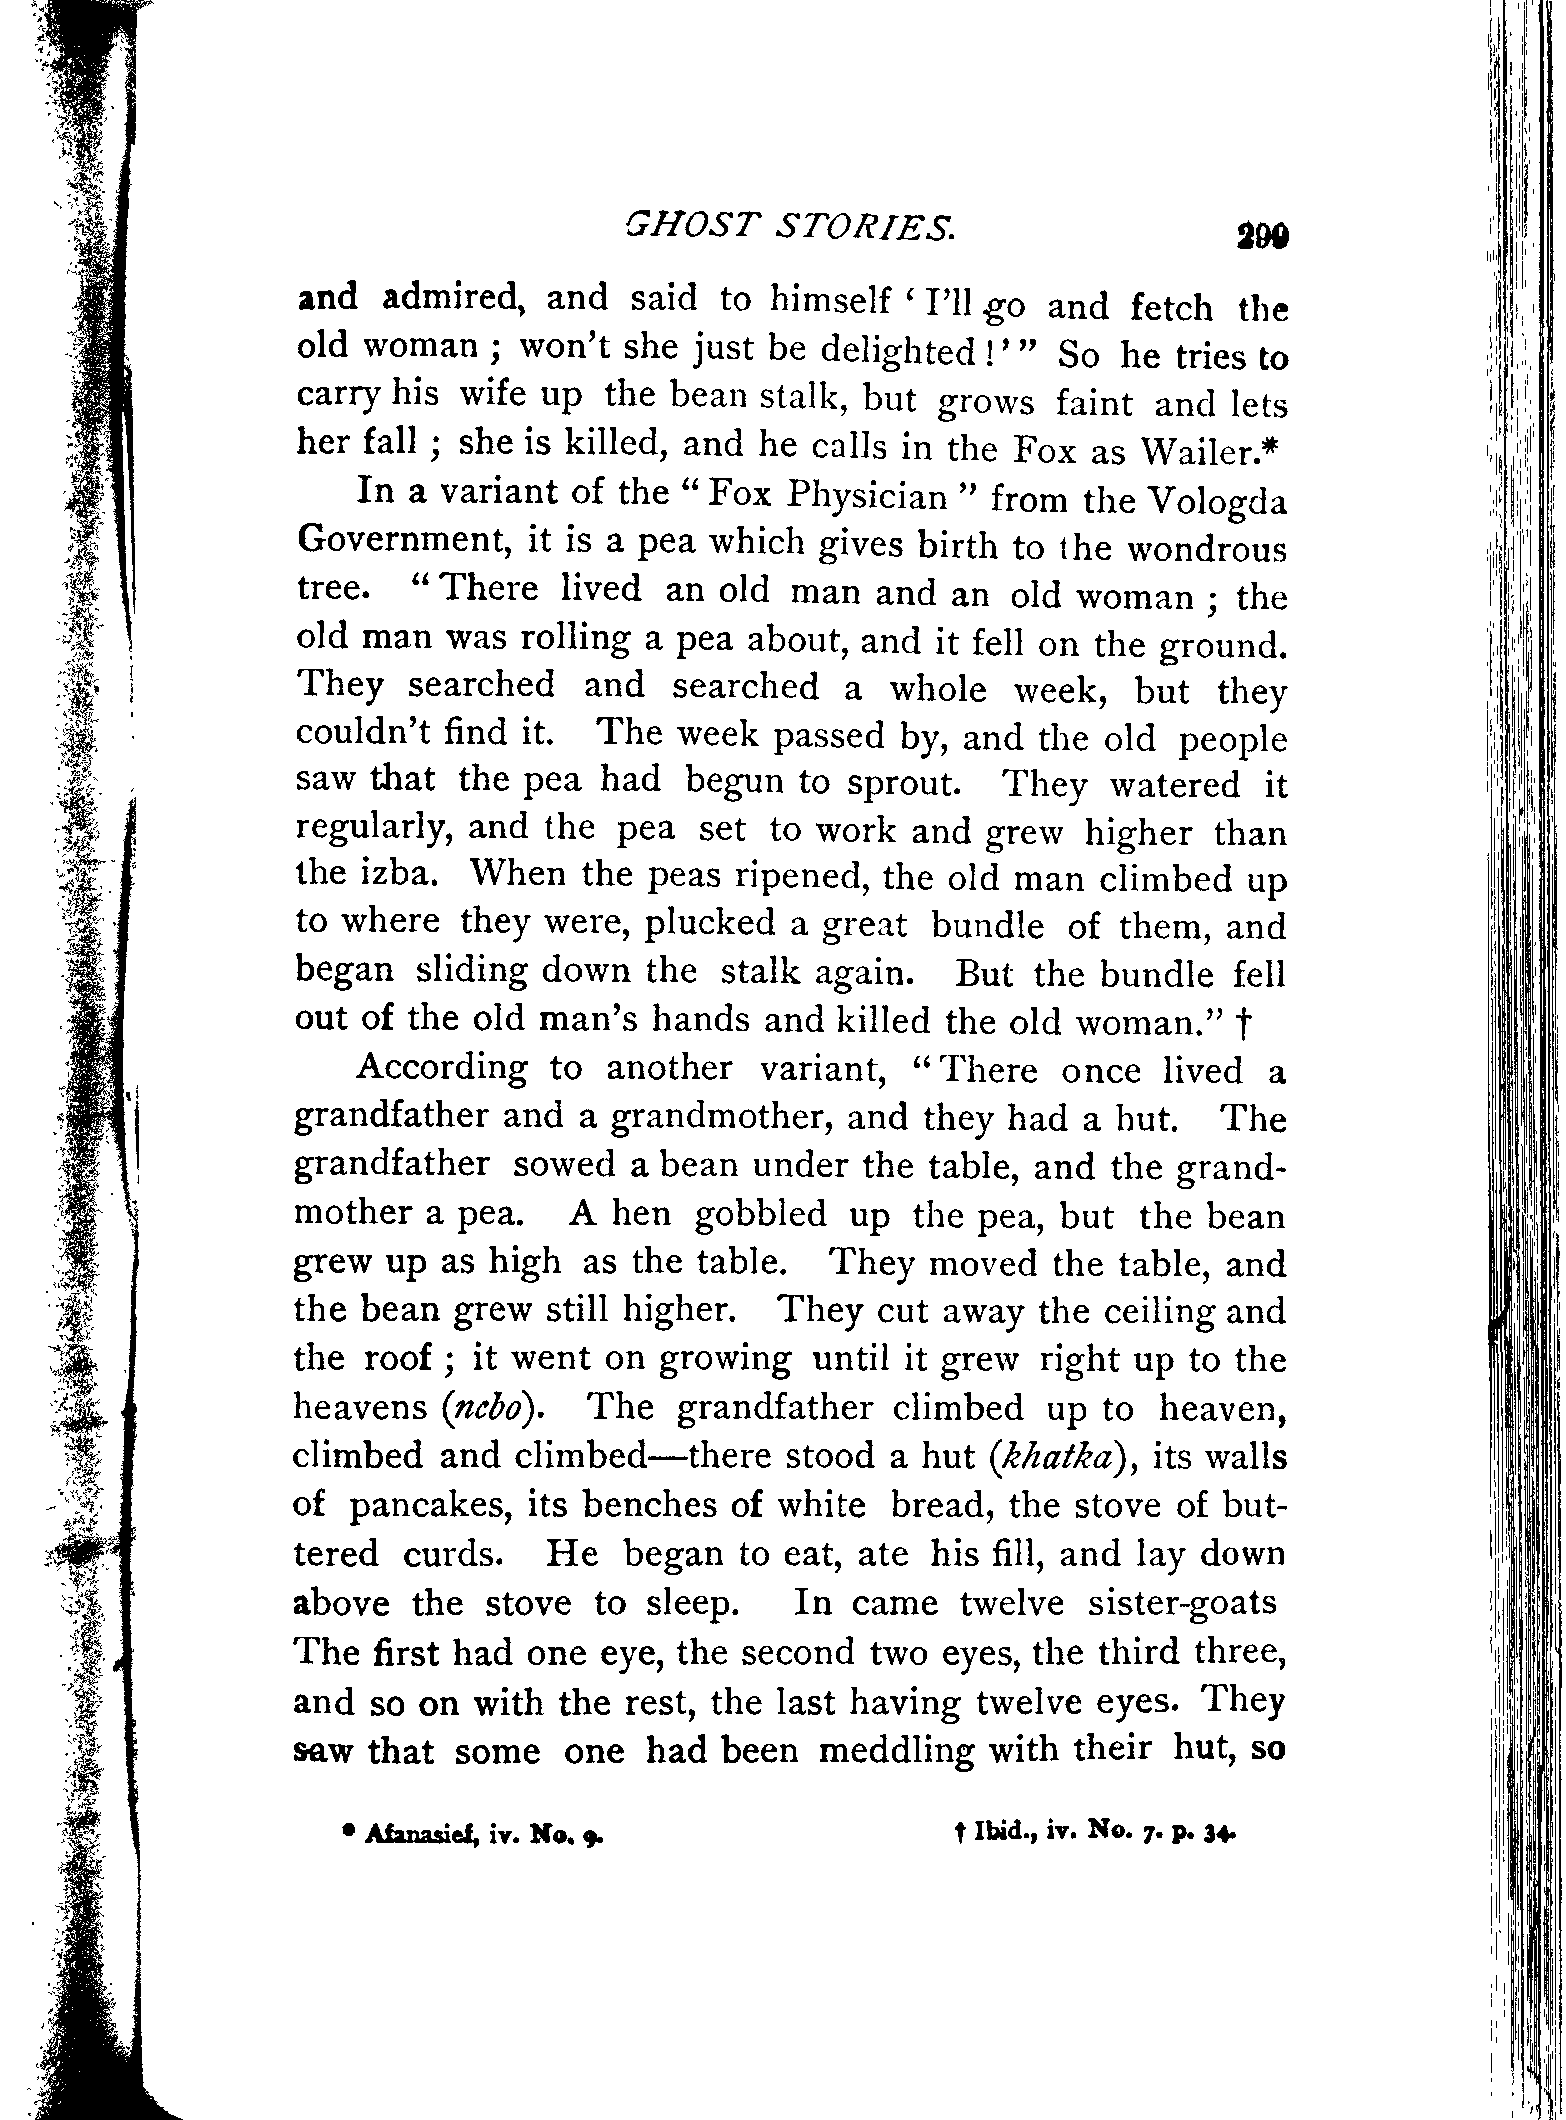 GHOST STORIES. 299
and admired, and said to himself ‘ I’ll go and fetch the
old woman ; won’t she just be delighted ! ’ ” So he tries to
carry his wife up the bean stalk, but grows faint and lets
her fall ; she is killed, and he calls in the Fox as Wailer.*
In a variant of the “ Fox Physician ” from the Vologda
Government, it is a pea which gives birth to the wondrous
tree. “ There lived an old man and an old woman ; the
old man was rolling a pea about, and it fell on the ground.
They searched and searched a whole week, but they
couldn’t find it. The week passed by, and the old people
saw that the pea had begun to sprout. They watered it
regularly, and the pea set to work and grew higher than
the izba. When the peas ripened, the old man climbed up
to where they were, plucked a great bundle of them, and
began sliding down the stalk again. But the bundle fell
out of the old man’s hands and killed the old woman.” †
According to another variant, “ There once lived a
grandfather and a grandmother, and they had a hut. The
grandfather sowed a bean under the table, and the grand-
mother a pea. A hen gobbled up the pea, but the bean
grew up as high as the table. They moved the table, and
the bean grew still higher. They cut away the ceiling and
the roof ; it went on growing until it grew right up to the
heavens (nebo). The grandfather climbed up to heaven,
climbed and climbed—there stood a hut (khatka), its walls
of pancakes, its benches of white bread, the stove of but-
tered curds. He began to eat, ate his fill, and lay down
above the stove to sleep. In came twelve sister-goats
The first had one eye, the second two eyes, the third three,
and so on with the rest, the last having twelve eyes. They
saw that some one had been meddling with their hut, so
* Afanasief, iv. No. 9.
† Ibid., iv. No. 7. p. 34.